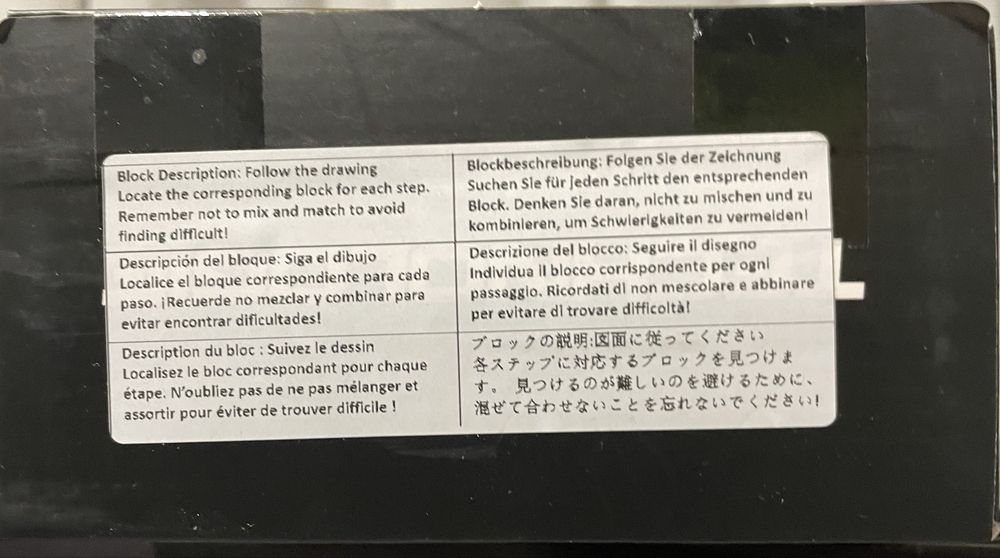 Block Description: Follow the drawing
Locate the corresponding block for each step.
Remember not to mix and match to avoid
finding difficult!
Blockbeschreibung: Folgen Sie der Zeichnung
Suchen Sie für jeden Schritt den entsprechenden
Block. Denken Sie daran, nicht zu mischen und zu
kombinieren, um Schwierigkeiten zu vermeiden!
Descripción del bloque: Siga el dibujo
Localice el bloque correspondiente para cada
paso. ¡Recuerde no mezclar y combinar para
evitar encontrar dificultades!
Descrizione del blocco: Seguire il disegno
Individua il blocco corrispondente per ogni
passaggio. Ricordati di non mescolare e abbinare
per evitare di trovare difficoltà!
Description du bloc : Suivez le dessin
Localisez le bloc correspondant pour chaque
étape. N'oubliez pas de ne pas mélanger et
assortir pour éviter de trouver difficile !
ブロックの説明:図面に従ってください
各ステップに対応するブロックを見つけま
す。 見つけるのが難しいのを避けるために、
混ぜて合わせないことを忘れないでください!